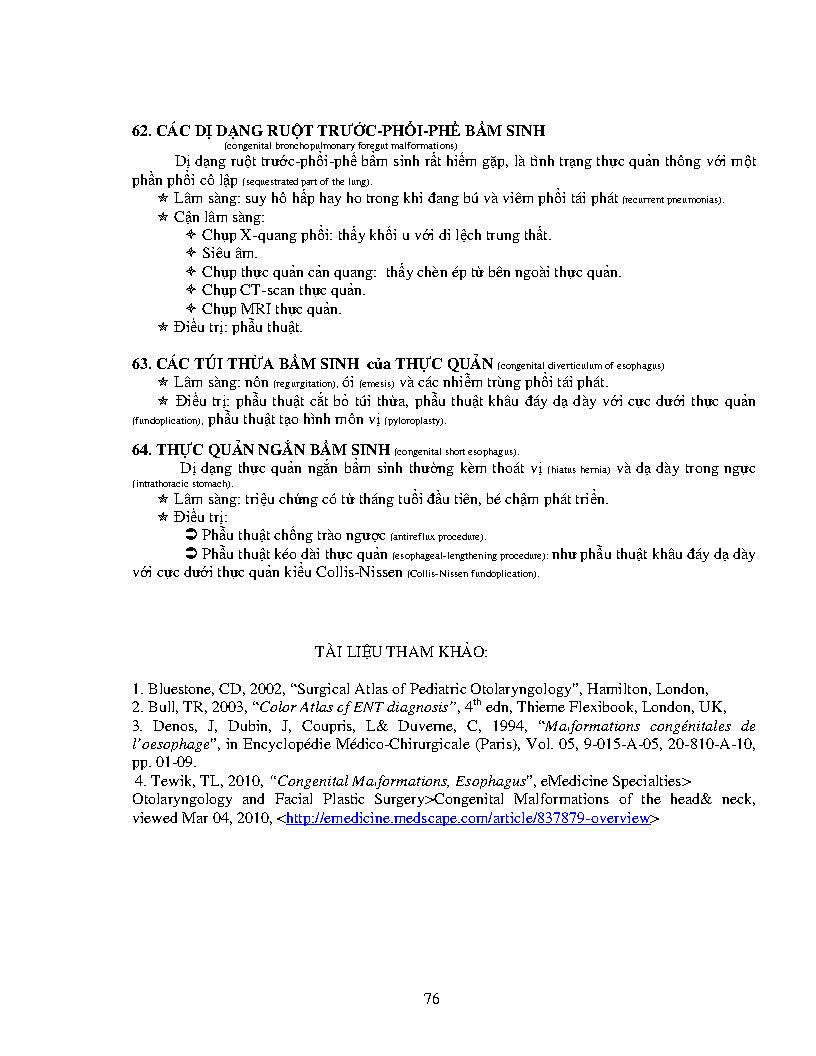 62. CÁC DỊ DẠNG RUỘT TRƯỚC-PHỔI-PHẾ BẨM SINH
(congenital bronchopulmonary foregut malformations)
Dị dạng ruột trước-phổi-phế bẩm sinh rất hiếm gặp, là tình trạng thực quản thông với một
phần phổi cô lập (sequestrated part of the lung).
✯ Lâm sàng: suy hô hấp hay ho trong khi đang bú và viêm phổi tái phát (recurrent pneumonias).
✯ Cận lâm sàng:
✧ Chụp X-quang phổi: thấy khối u với di lệch trung thất.
✧ Siêu âm.
✧ Chụp thực quản cản quang: thấy chèn ép từ bên ngoài thực quản.
✧ Chụp CT-scan thực quản.
✧ Chụp MRI thực quản.
✯ Điều trị: phẫu thuật.
63. CÁC TÚI THỪA BẨM SINH của THỰC QUẢN (congenital diverticulum of esophagus)
✯ Lâm sàng: nôn (regurgitation), ói (emesis) và các nhiễm trùng phổi tái phát.
✯ Điều trị: phẫu thuật cắt bỏ túi thừa, phẫu thuật khâu đáy dạ dày với cực dưới thực quản
(fundoplication), phẫu thuật tạo hình môn vị (pyloroplasty).
64. THỰC QUẢN NGẮN BẨM SINH (congenital short esophagus).
Dị dạng thực quản ngắn bẩm sinh thường kèm thoát vị (hiatus hernia) và dạ dày trong ngực
(intrathoracic stomach).
✯ Lâm sàng: triệu chứng có từ tháng tuổi đầu tiên, bé chậm phát triển.
✯ Điều trị:
➲ Phẫu thuật chống trào ngược (antireflux procedure).
➲ Phẫu thuật kéo dài thực quản (esophageal-lengthening procedure): như phẫu thuật khâu đáy dạ dày
với cực dưới thực quản kiểu Collis-Nissen (Collis-Nissen fundoplication).
TÀI LIỆU THAM KHẢO:
1. Bluestone, CD, 2002, “Surgical Atlas of Pediatric Otolaryngology”, Hamilton, London,
2. Bull, TR, 2003, “Color Atlas of ENT diagnosis”, 4th edn, Thieme Flexibook, London, UK,
3. Denos, J, Dubin, J, Coupris, L& Duverne, C, 1994, “Malformations congénitales de
l’oesophage”, in Encyclopédie Médico-Chirurgicale (Paris), Vol. 05, 9-015-A-05, 20-810-A-10,
pp. 01-09.
4. Tewik, TL, 2010, “Congenital Malformations, Esophagus”, eMedicine Specialties>
Otolaryngology and Facial Plastic Surgery>Congenital Malformations of the head& neck,
viewed Mar 04, 2010, <http://emedicine.medscape.com/article/837879-overview>
76